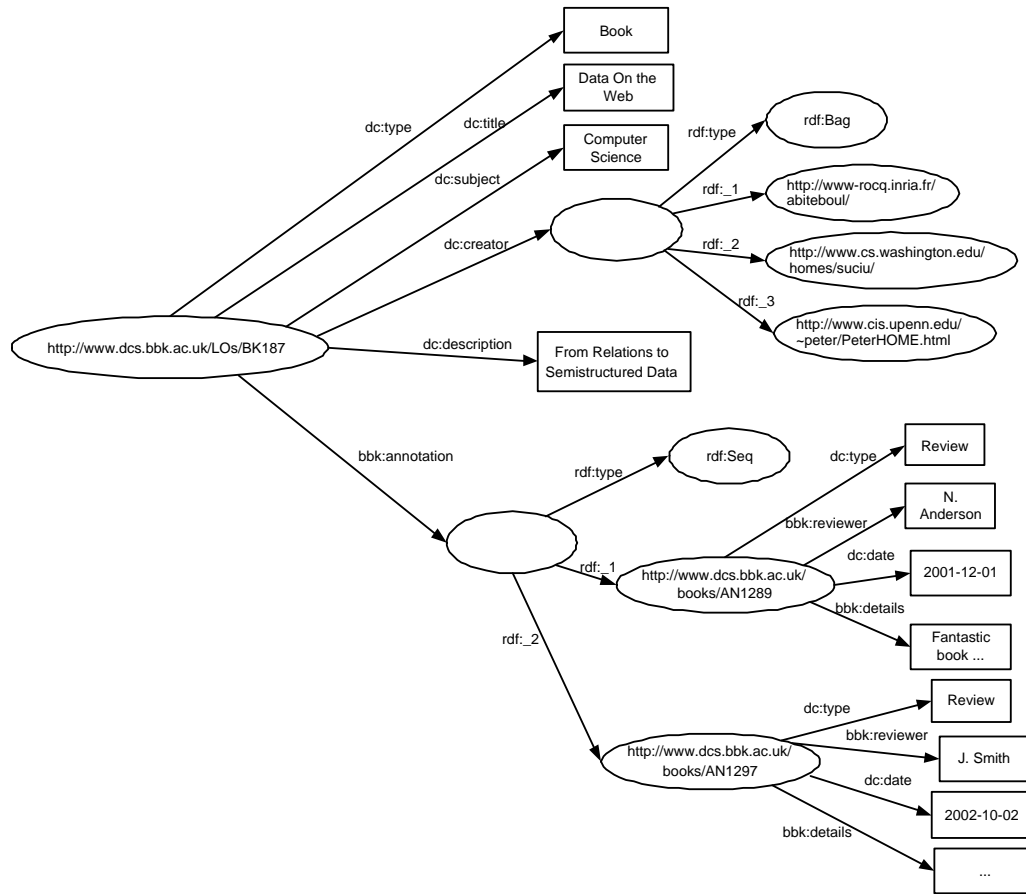 Book
Data On the
Web
dc:type
dc:title
Computer
Science
dc:subject
rdf:type
rdf:Bag
rdf:_1
http://www-rocq.inria.fr/
abiteboul/
dc:creator
rdf:_2
http://www.cs.washington.edu/
homes/suciu/
rdf:_3
http://www.cis.upenn.edu/
~peter/PeterHOME.html
http://www.dcs.bbk.ac.uk/LOs/BK187
dc:description
From Relations to
Semistructured Data
bbk:annotation
rdf:type
rdf:Seq
dc:type
Review
bbk:reviewer
N.
Anderson
rdf:_1
http://www.dcs.bbk.ac.uk/
books/AN1289
dc:date
2001-12-01
bbk:details
Fantastic
book ...
rdf:_2
dc:type
Review
http://www.dcs.bbk.ac.uk/
books/AN1297
bbk:reviewer
J. Smith
dc:date
2002-10-02
bbk:details
...